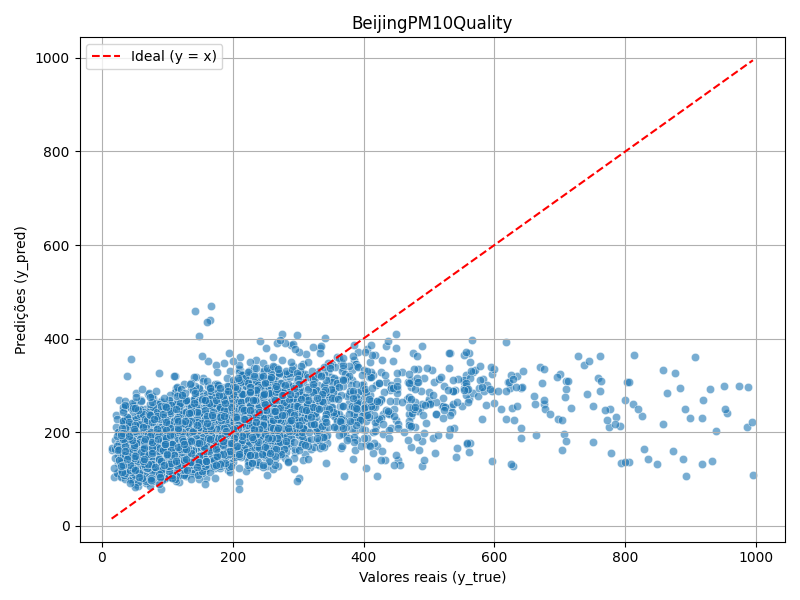 BeijingPM10Quality
Ideal (y = x)
1000
800
600
400
200
0
Predições (y_pred)
0 200 400 600 800 1000
Valores reais (y_true)